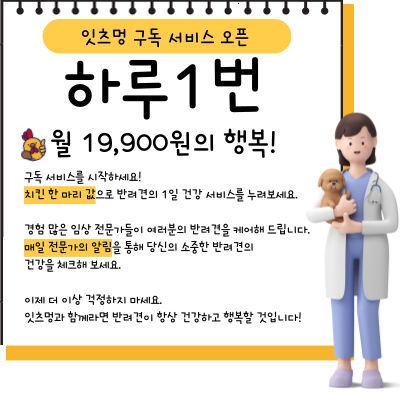 잇츠멍 구독 서비스 오픈
하루1번
월 19,900원의 행복!
구독 서비스를 시작하세요!
치킨 한 마리 값으로 반려견의 1일 건강 서비스를 누려보세요.
경험 많은 임상 전문가들이 여러분의 반려견을 케어해 드립니다.
매일 전문가의 알림을 통해 당신의 소중한 반려견의
건강을 체크해 보세요.
이제 더 이상 걱정하지 마세요.
잇츠멍과 함께라면 반려견이 항상 건강하고 행복할 것입니다!